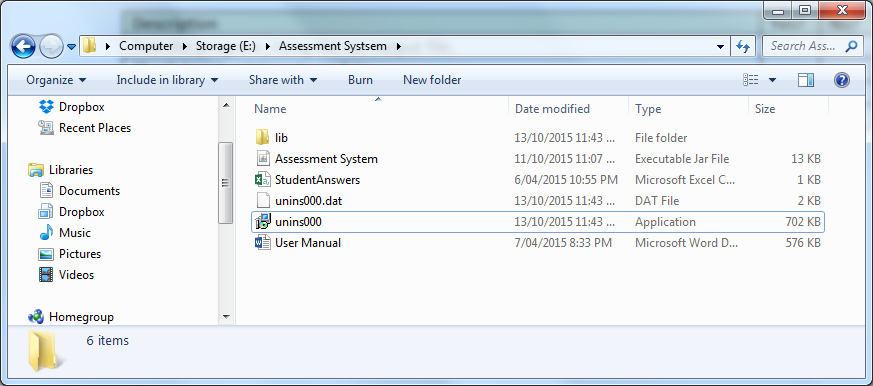 Description
Computer Storage (E:) Assessment Systsem Search Ass...
Organize Include in library Share with Burn New folder
Dropbox
Recent Places
Libraries
Documents
Dropbox
Music
Pictures
Videos
Homegroup
Name Date modified Type Size
lib 13/10/2015 11:43 ... File folder
Assessment System 11/10/2015 11:07 ... Executable Jar File 13 KB
StudentAnswers 6/04/2015 10:55 PM Microsoft Excel C... 1 KB
unins000.dat 13/10/2015 11:43 ... DAT File 2 KB
unins000 13/10/2015 11:43 ... Application 702 KB
User Manual 7/04/2015 8:33 PM Microsoft Word D... 576 KB
6 items